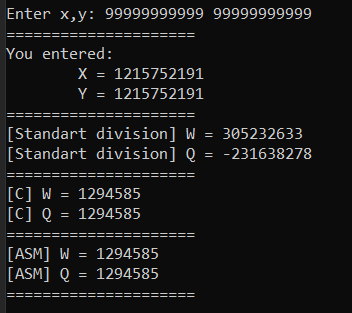 Enter x,y: 99999999999 99999999999
=====================
You entered:
X = 1215752191
Y = 1215752191
=====================
[Standart division] W = 305232633
[Standart division] Q = -231638278
=====================
[C] W = 1294585
[C] Q = 1294585
=====================
[ASM] W = 1294585
[ASM] Q = 1294585
=====================